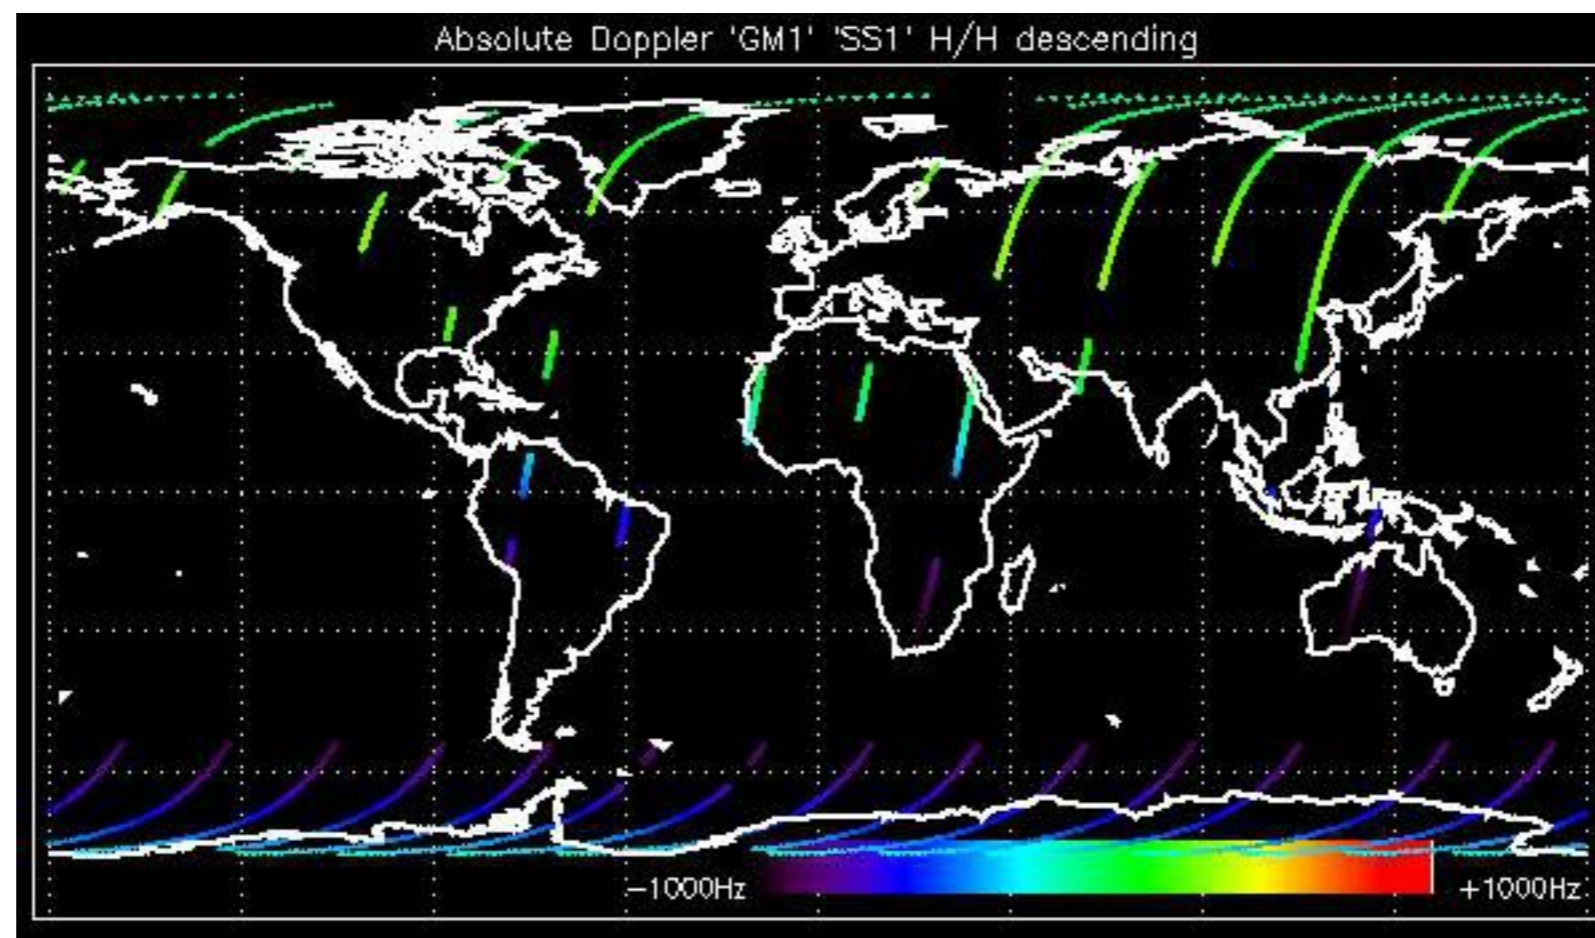 Absolute Doppler 'GM1' 'SS1' H/H descending
−1000Hz
+1000Hz